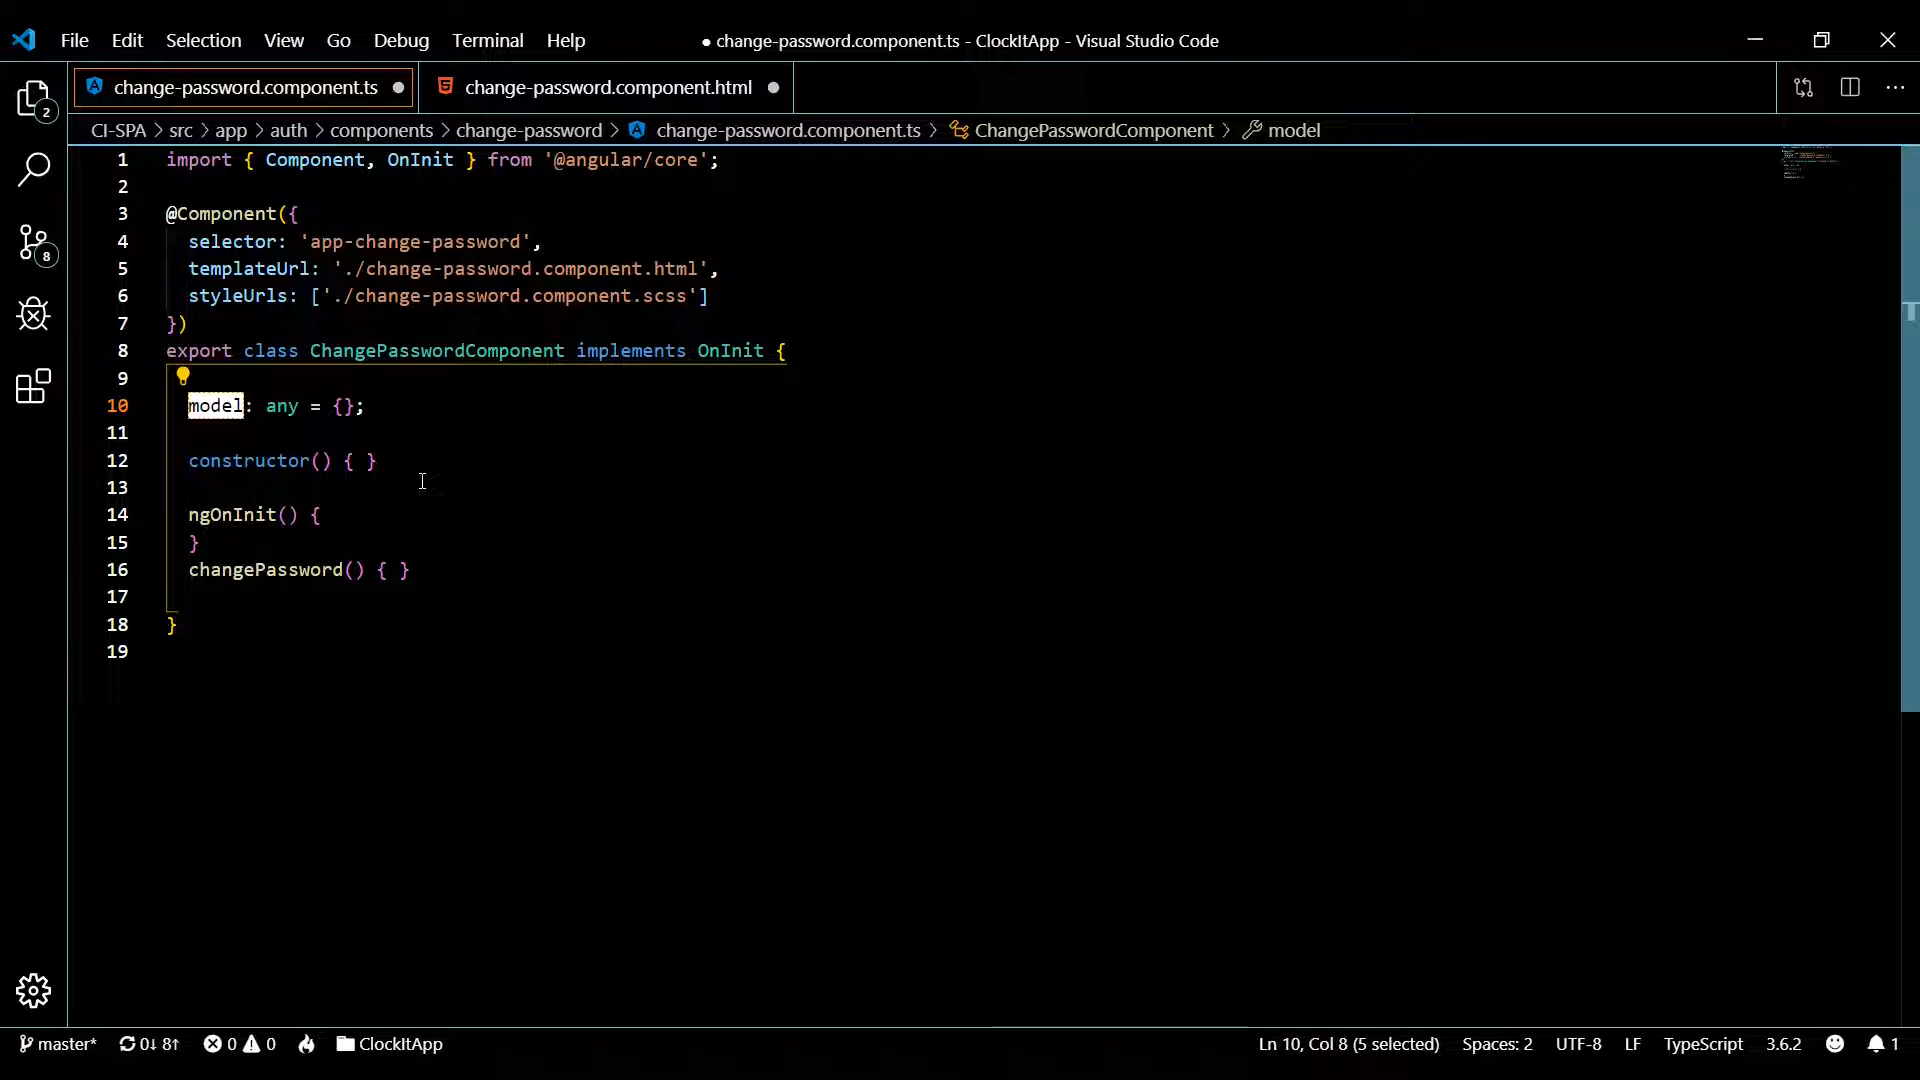 File Edit Selection View Go Debug Terminal Help
● change-password.component.ts - ClockItApp - Visual Studio Code
change-password.component.ts ●
change-password.component.html ●
CI-SPA > src > app > auth > components > change-password > change-password.component.ts > ChangePasswordComponent > model
2
8
1 import { Component, OnInit } from '@angular/core';
2
3 @Component({
4 selector: 'app-change-password',
5 templateUrl: './change-password.component.html',
6 styleUrls: ['./change-password.component.scss']
7 })
8 export class ChangePasswordComponent implements OnInit {
9
10 model: any = {};
11
12 constructor() { }
13
14 ngOnInit() {
15 }
16 changePassword() { }
17
18 }
19
master* 0↓ 8↑ 0 0 ClockItApp
Ln 10, Col 8 (5 selected) Spaces: 2 UTF-8 LF TypeScript 3.6.2 1